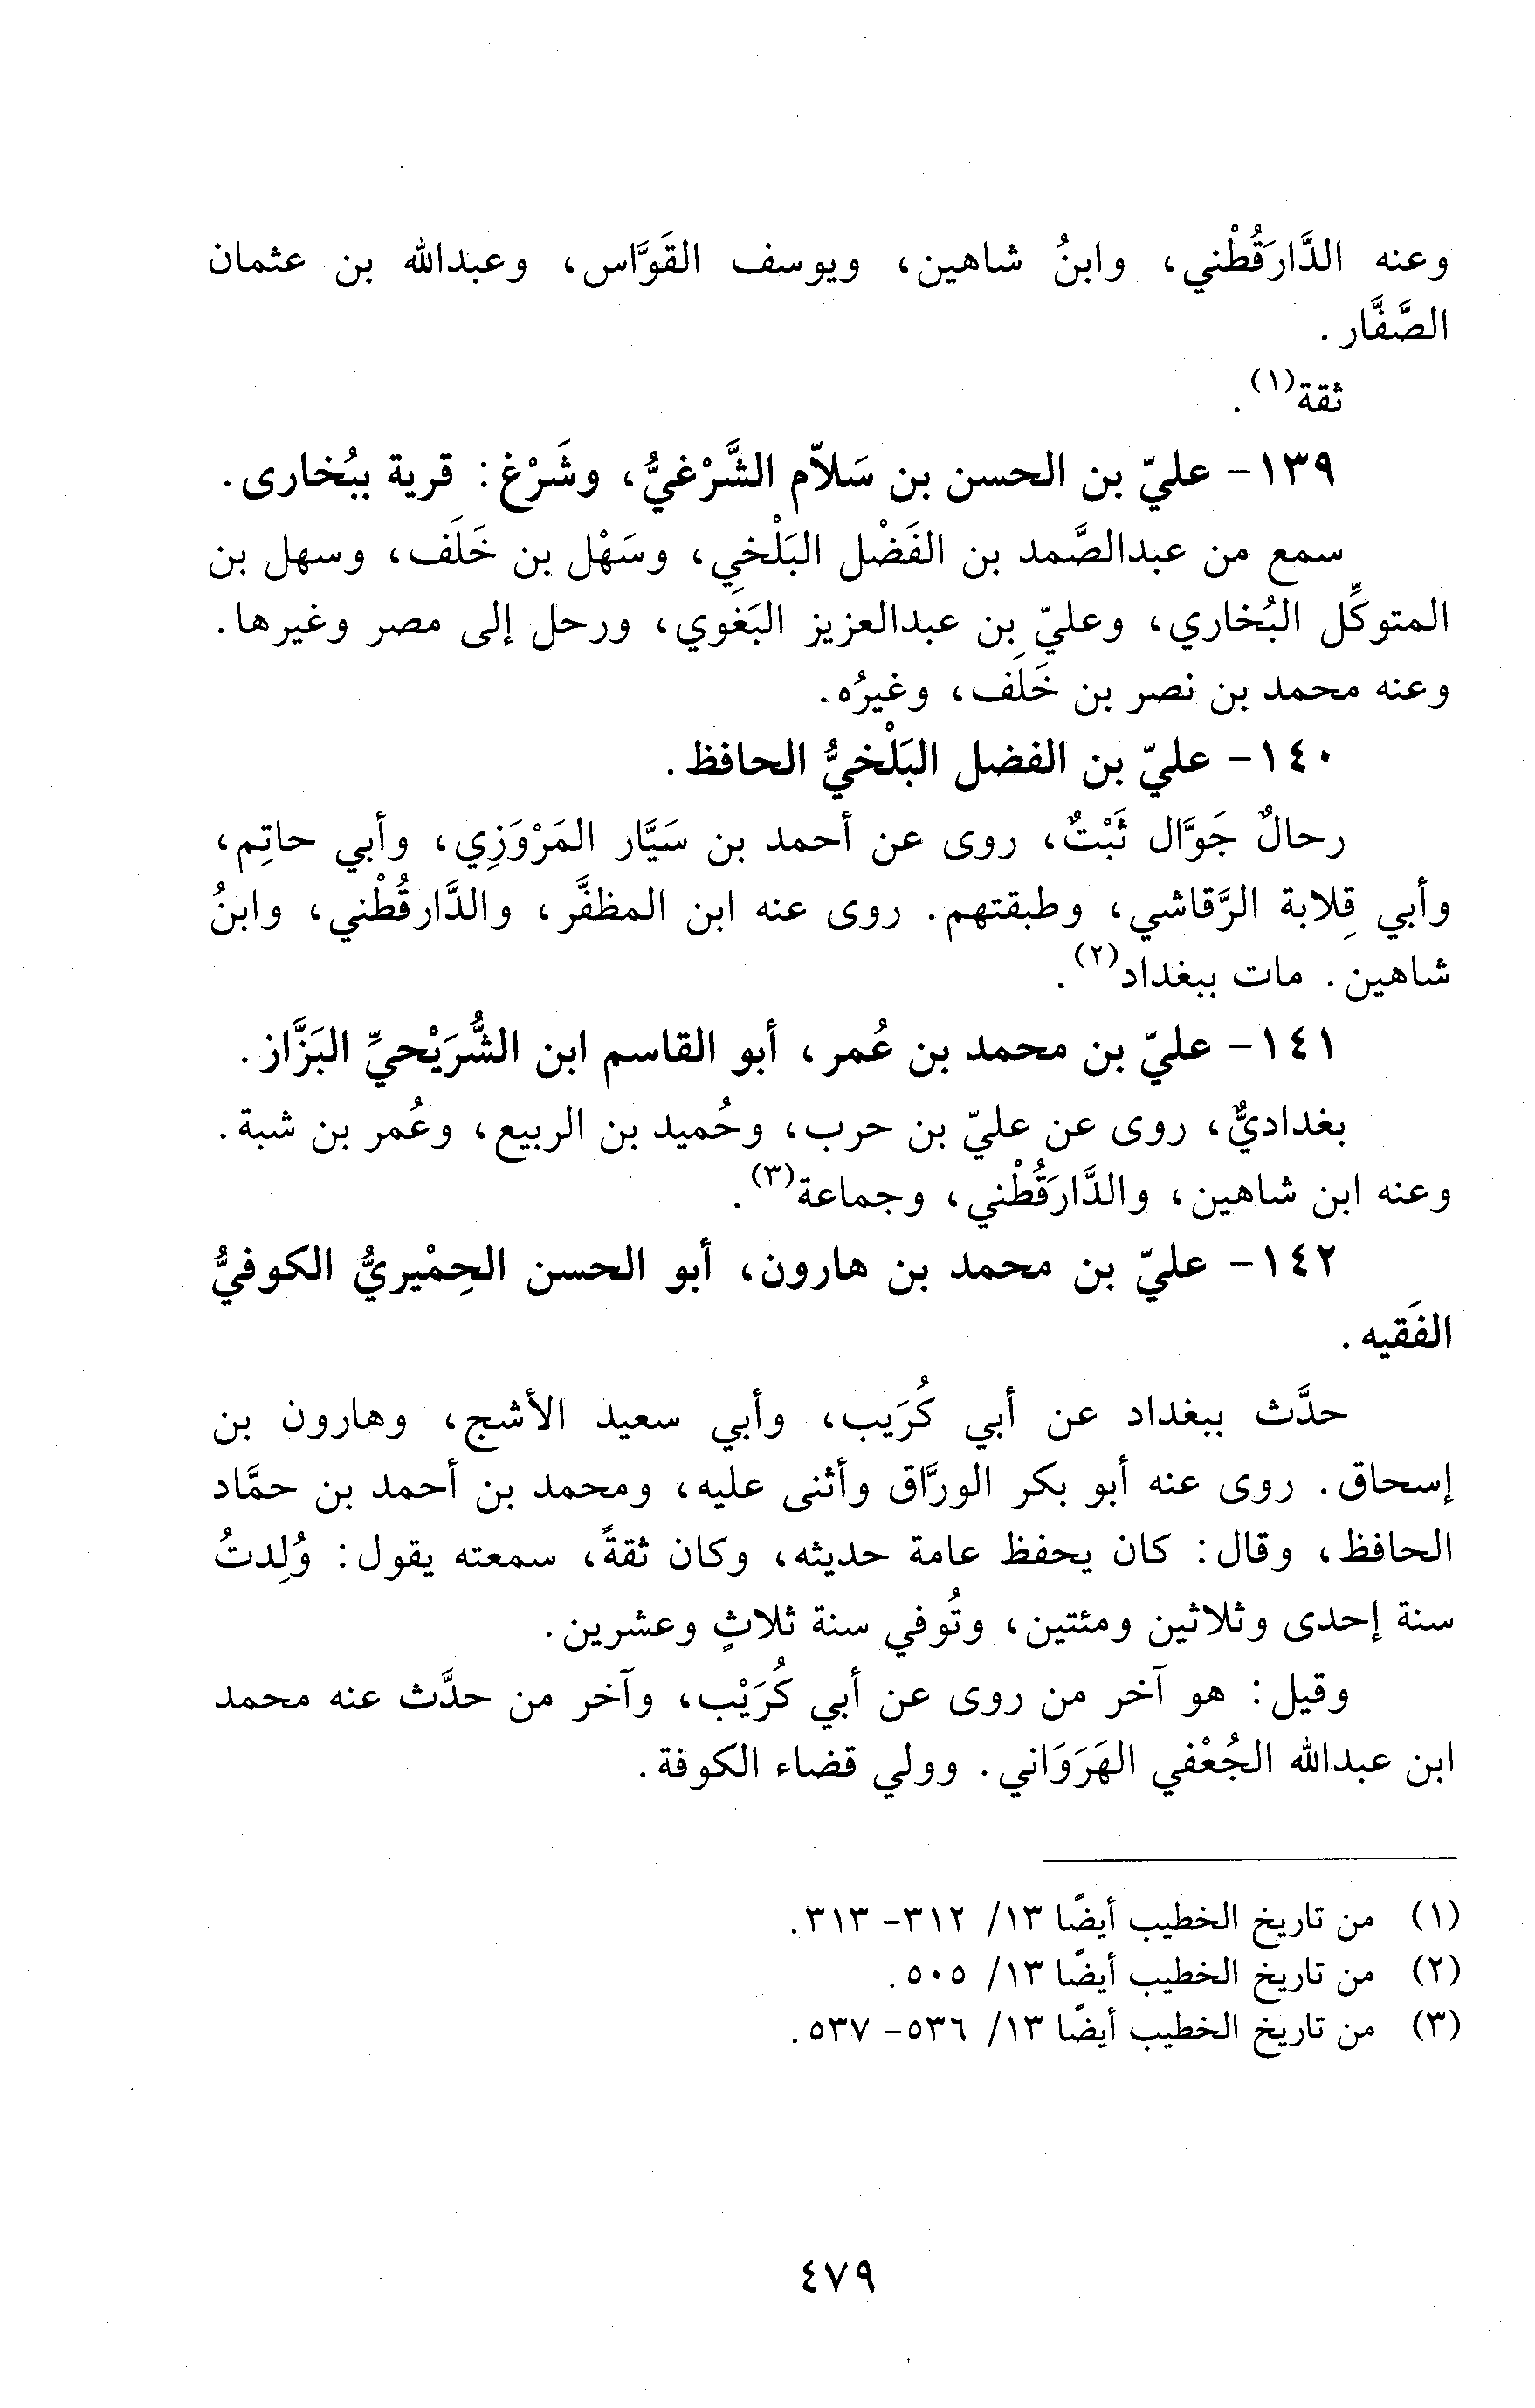 وعنه الدَّارَقُطْني، وابنُ شاهين، ويوسف القَوَّاس، وعبدالله بن عثمان
الصَّفَّار.
ثقة(١).
١٣٩- عليّ بن الحسن بن سَلاّم الشَّرْغيُّ، وشَرْغ: قرية ببُخارى.
سمع من عبدالصَّمد بن الفَضْل البَلْخي، وسَهْل بن خَلَف، وسهل بن
المتوكِّل البُخاري، وعليّ بن عبدالعزيز البَغَوي، ورحل إلى مصر وغيرها.
وعنه محمد بن نصر بن خَلَف، وغيرُه.
١٤٠- عليّ بن الفضل البَلْخيُّ الحافظ.
رحالٌ جَوَّال ثَبْتٌ، روى عن أحمد بن سَيَّار المَرْوَزِي، وأبي حاتِم،
وأبي قِلابة الرَّقاشي، وطبقتهم. روى عنه ابن المظفَّر، والدَّارقُطْني، وابنُ
شاهين. مات ببغداد(٢).
١٤١- عليّ بن محمد بن عُمر، أبو القاسم ابن الشُّرَيْحيِّ البَزَّاز.
بغداديٌّ، روى عن عليّ بن حرب، وحُميد بن الربيع، وعُمر بن شبة.
وعنه ابن شاهين، والدَّارَقُطْني، وجماعة(٣).
١٤٢- عليّ بن محمد بن هارون، أبو الحسن الحِمْيريُّ الكوفيُّ
الفَقيه.
حدَّث ببغداد عن أبي كُرَيب، وأبي سعيد الأشج، وهارون بن
إسحاق. روى عنه أبو بكر الورَّاق وأثنى عليه، ومحمد بن أحمد بن حمَّاد
الحافظ، وقال: كان يحفظ عامة حديثه، وكان ثقةً، سمعته يقول: وُلِدتُ
سنة إحدى وثلاثين ومئتين، وتُوفي سنة ثلاثٍ وعشرين.
وقيل: هو آخر من روى عن أبي كُرَيْب، وآخر من حدَّث عنه محمد
ابن عبدالله الجُعْفي الهَرَوَاني. وولي قضاء الكوفة.
(١) من تاريخ الخطيب أيضًا ١٣/ ٣١٢- ٣١٣.
(٢) من تاريخ الخطيب أيضًا ١٣/ ٥٠٥.
(٣) من تاريخ الخطيب أيضًا ١٣/ ٥٣٦- ٥٣٧.
٤٧٩